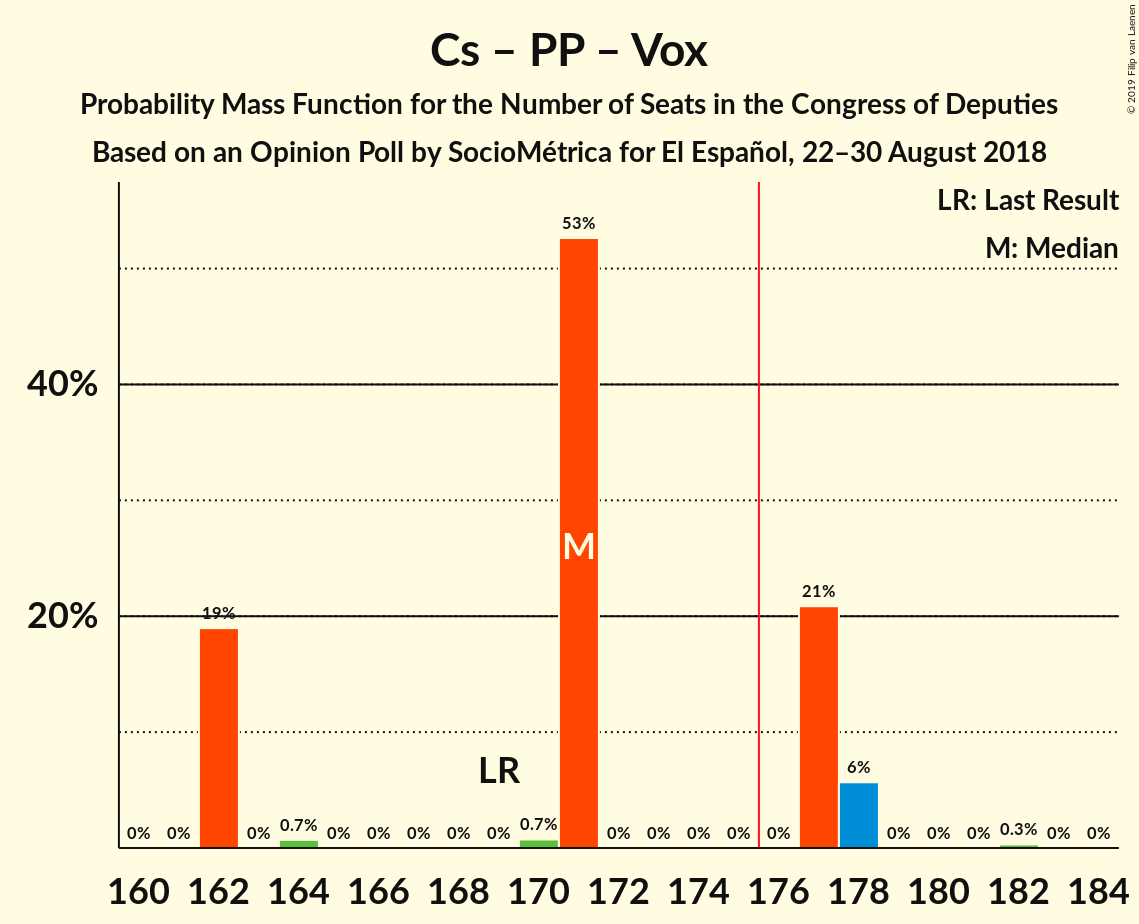 Cs – PP – Vox
Probability Mass Function for the Number of Seats in the Congress of Deputies
Based on an Opinion Poll by SocioMétrica for El Español, 22–30 August 2018
© 2019 Filip van Laenen
LR: Last Result
M: Median
53%
40%
M
21%
20%
19%
LR
6%
0% 0% 0% 0.7% 0% 0% 0% 0% 0% 0.7% 0% 0% 0% 0% 0% 0% 0% 0% 0.3% 0% 0%
160 162 164 166 168 170 172 174 176 178 180 182 184